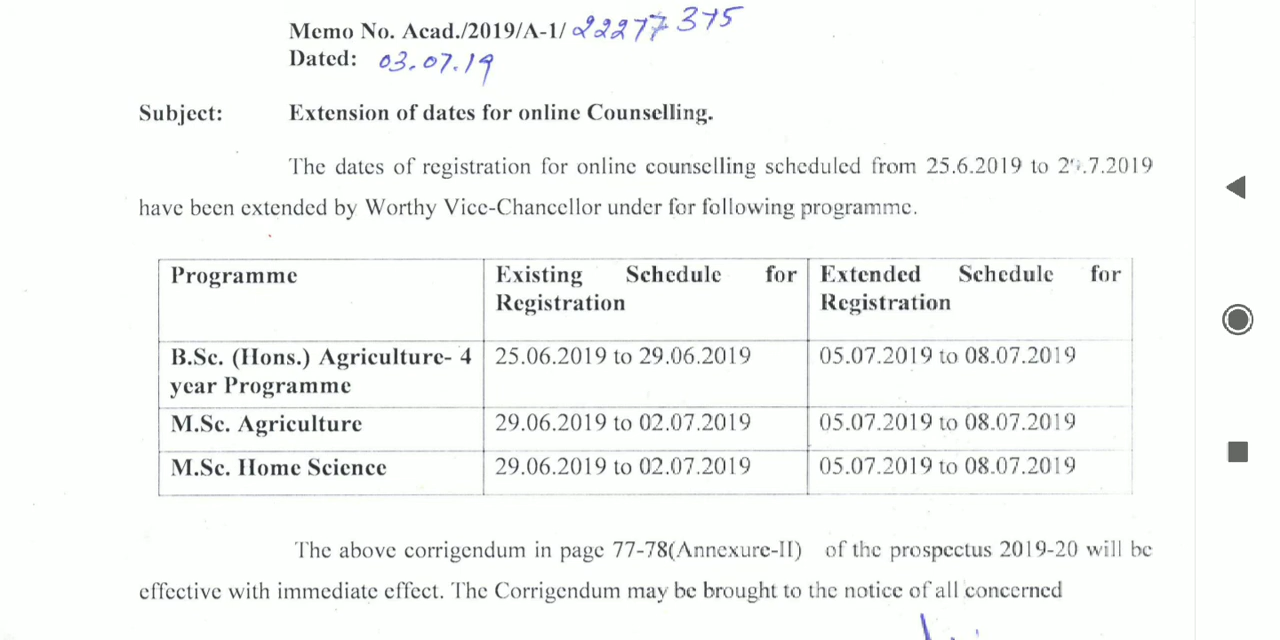 Memo No. Acad./2019/A-1/ 22277375
Dated: 03.07.19
Subject: Extension of dates for online Counselling.
The dates of registration for online counselling scheduled from 25.6.2019 to
have been extended by Worthy Vice-Chancellor under for following programme.
Programme Existing Schedule for Registration Extended Schedule for Registration
B.Sc. (Hons.) Agriculture- 4 year Programme 25.06.2019 to 29.06.2019 05.07.2019 to 08.07.2019
M.Sc. Agriculture 29.06.2019 to 02.07.2019 05.07.2019 to 08.07.2019
M.Sc. Home Science 29.06.2019 to 02.07.2019 05.07.2019 to 08.07.2019
The above corrigendum in page 77-78(Annexure-II) of the prospectus 2019-20 will be
effective with immediate effect. The Corrigendum may be brought to the notice of all concerned